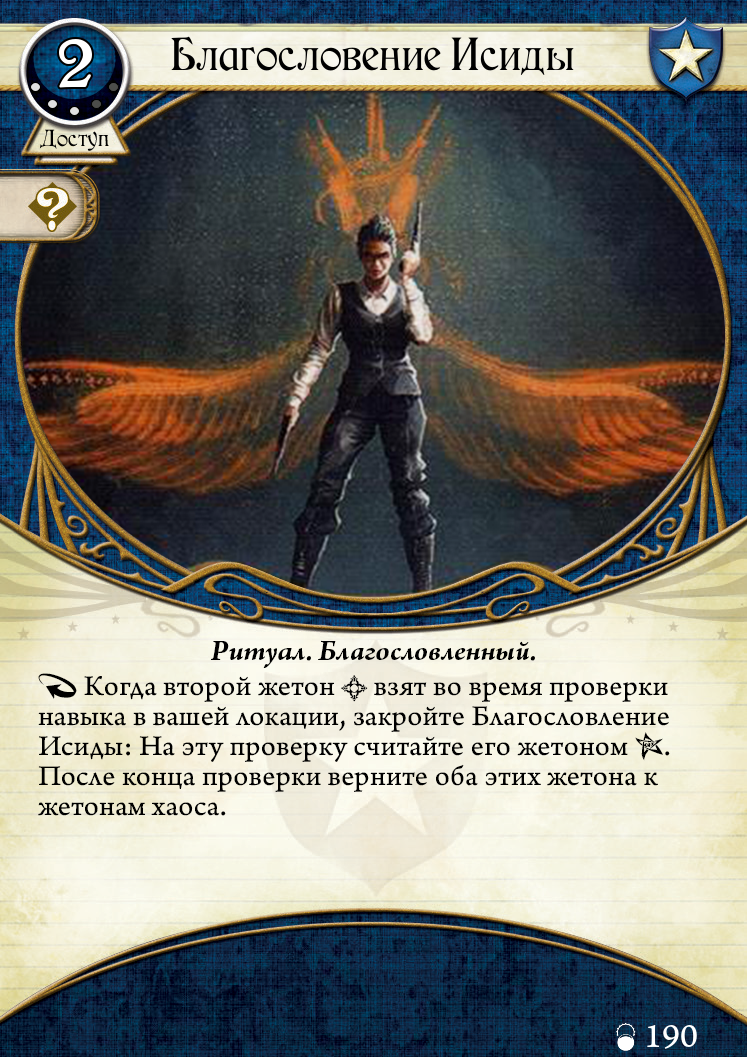 2
Благословение Исиды
Доступ
?
Ритуал. Благословленный.
Когда второй жетон взят во время проверки
навыка в вашей локации, закройте Благословление
Исиды: На эту проверку считайте его жетоном .
После конца проверки верните оба этих жетона к
жетонам хаоса.
190